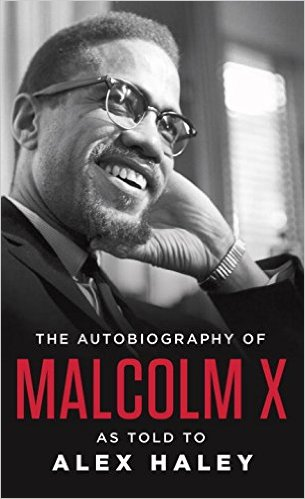 THE AUTOBIOGRAPHY OF
MALCOLM X
AS TOLD TO
ALEX HALEY